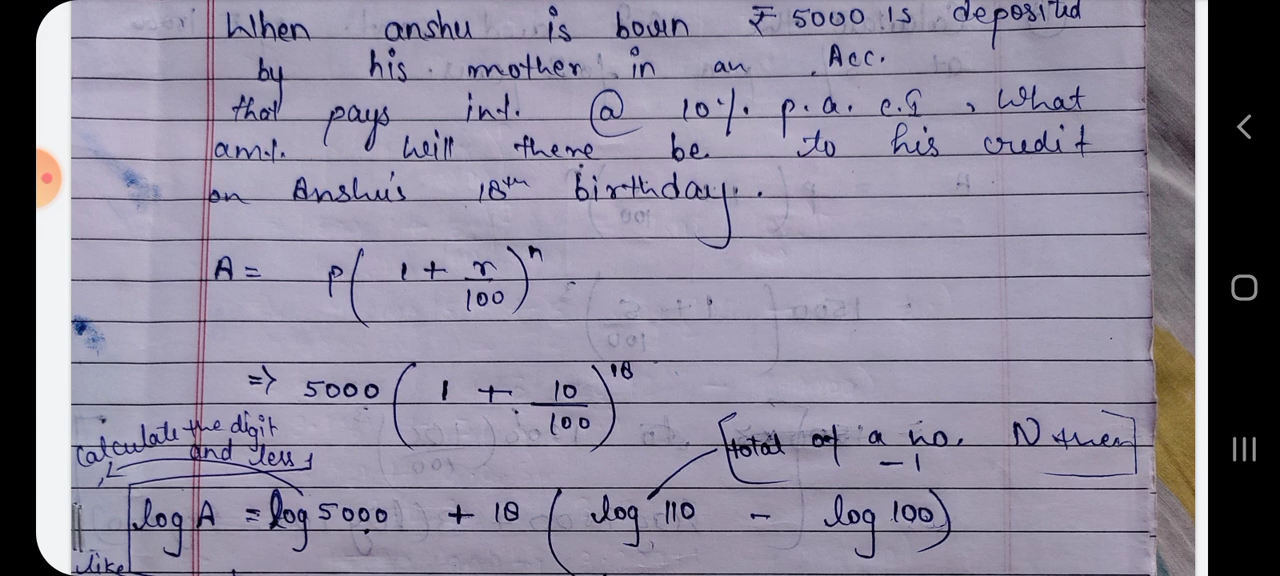 When anshu is born ₹ 5000 is deposited
by his mother in an Acc.
that pays int. @ 10% p.a. c.I , What
amt. will there be to his credit
on Anshu's 18th birthday.
A = P(1 + r/100)^n
=> 5000 (1 + 10/100)^18
Calculate the digit
and less 1
[total of a no. N then]
-1
log A = log 5000 + 18 (log 110 - log 100)
like